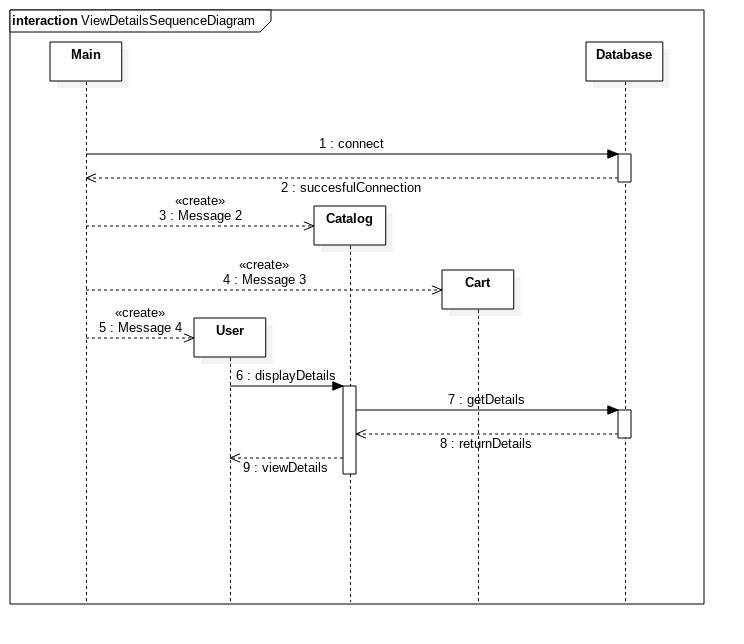 interaction ViewDetailsSequenceDiagram
Main
Database
1 : connect
2 : succesfulConnection
«create»
3 : Message 2
Catalog
«create»
4 : Message 3
Cart
«create»
5 : Message 4
User
6 : displayDetails
7 : getDetails
8 : returnDetails
9 : viewDetails